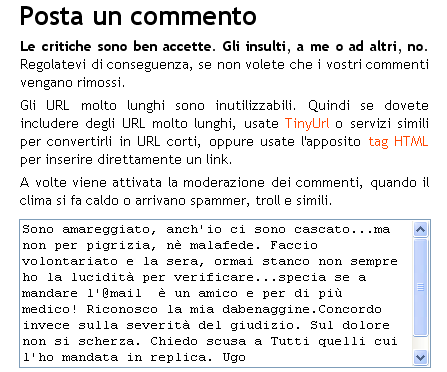 Posta un commento
Le critiche sono ben accette. Gli insulti, a me o ad altri, no.
Regolatevi di conseguenza, se non volete che i vostri commenti
vengano rimossi.
Gli URL molto lunghi sono inutilizzabili. Quindi se dovete
includere degli URL molto lunghi, usate TinyUrl o servizi simili
per convertirli in URL corti, oppure usate l'apposito tag HTML
per inserire direttamente un link.
A volte viene attivata la moderazione dei commenti, quando il
clima si fa caldo o arrivano spammer, troll e simili.
Sono amareggiato, anch'io ci sono cascato...ma
non per pigrizia, nè malafede. Faccio
volontariato e la sera, ormai stanco non sempre
ho la lucidità per verificare...specia se a
mandare l'@mail è un amico e per di più
medico! Riconosco la mia dabenaggine.Concordo
invece sulla severità del giudizio. Sul dolore
non si scherza. Chiedo scusa a Tutti quelli cui
l'ho mandata in replica. Ugo